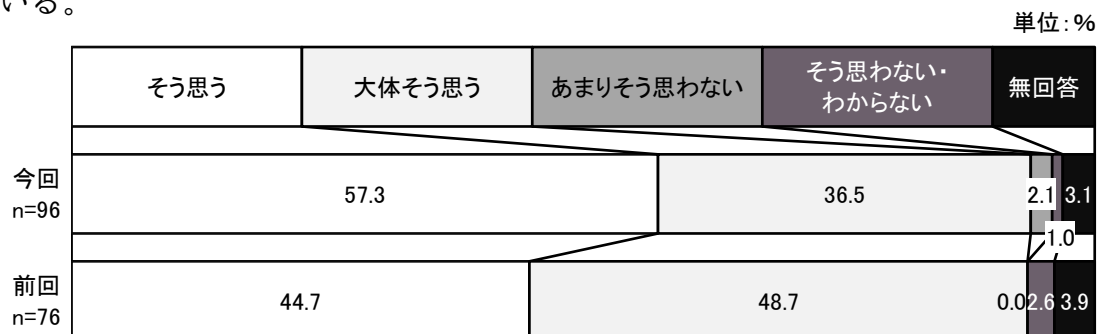 いる。
単位：％
そう思う
大体そう思う
あまりそう思わない
そう思わない・
わからない
無回答
今回
n=96
57.3
36.5
2.1
3.1
1.0
前回
n=76
44.7
48.7
0.0
2.6
3.9